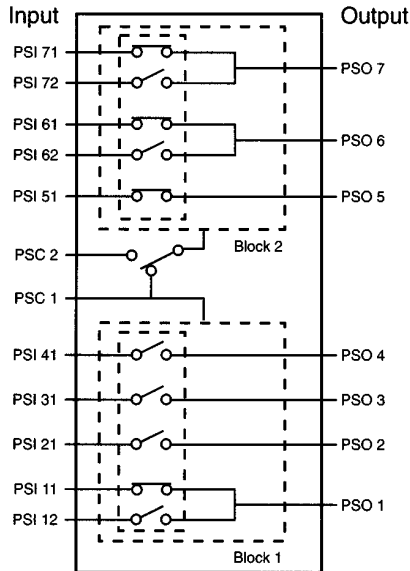 Input Output
PSI 71
PSO 7
PSI 72
PSI 61
PSO 6
PSI 62
PSI 51 PSO 5
Block 2
PSC 2
PSC 1
PSI 41 PSO 4
PSI 31 PSO 3
PSI 21 PSO 2
PSI 11
PSO 1
PSI 12
Block 1